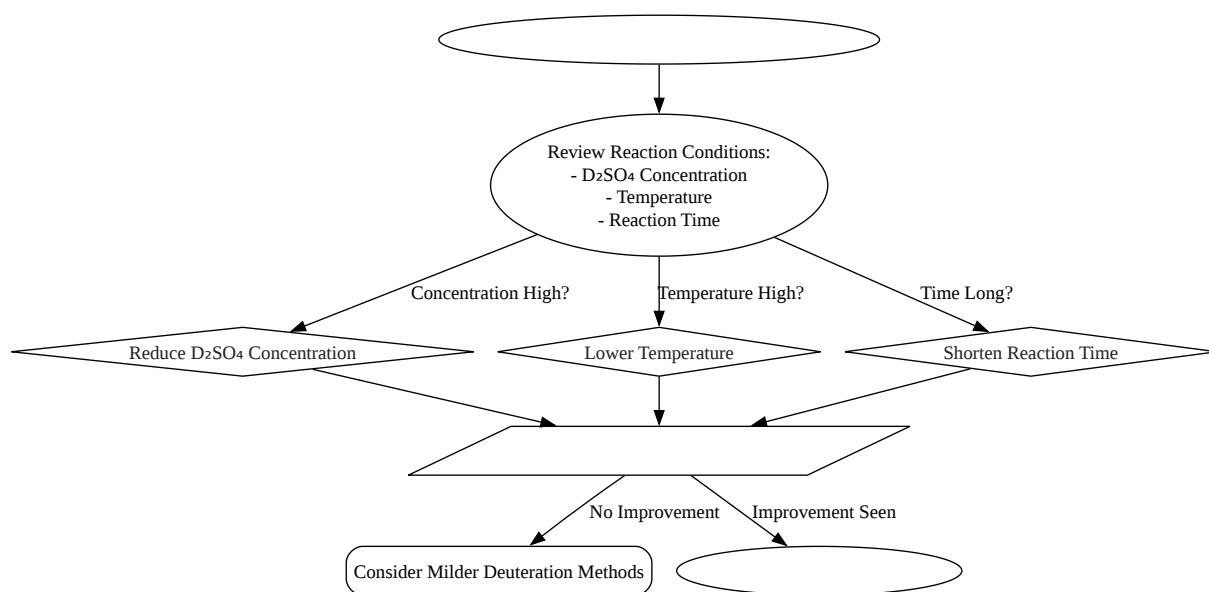 Review Reaction Conditions:
- D₂SO₄ Concentration
- Temperature
- Reaction Time
Concentration High?
Temperature High?
Time Long?
Reduce D₂SO₄ Concentration
Lower Temperature
Shorten Reaction Time
No Improvement
Improvement Seen
Consider Milder Deuteration Methods